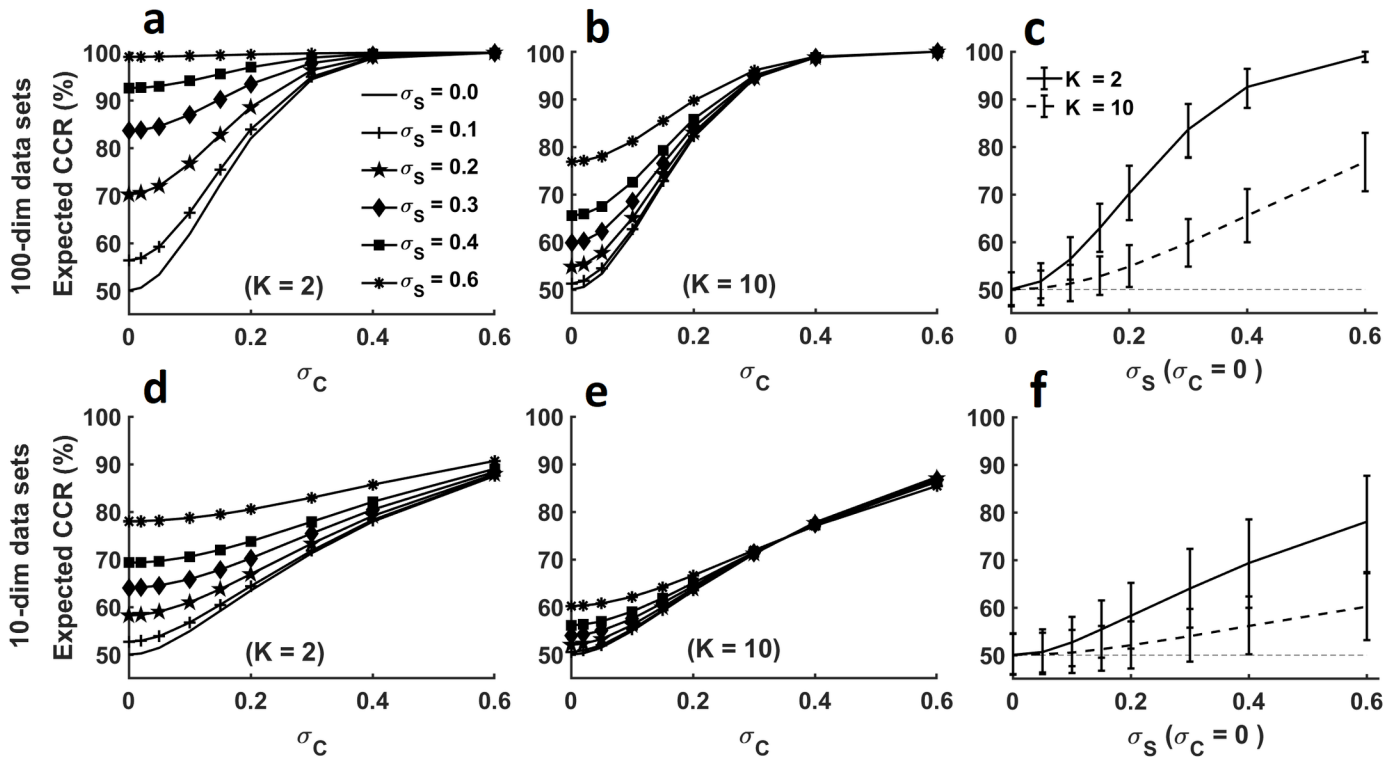 a
100-dim data sets
Expected CCR (%)
100
90
80
70
60
50
0
0.2
0.4
0.6
σC
σS = 0.0
σS = 0.1
σS = 0.2
σS = 0.3
σS = 0.4
σS = 0.6
(K = 2)
b
100
90
80
70
60
50
0
0.2
0.4
0.6
σC
(K = 10)
c
100
90
80
70
60
50
0
0.2
0.4
0.6
σS (σC = 0 )
K = 2
K = 10
d
10-dim data sets
Expected CCR (%)
100
90
80
70
60
50
0
0.2
0.4
0.6
σC
(K = 2)
e
100
90
80
70
60
50
0
0.2
0.4
0.6
σC
(K = 10)
f
100
90
80
70
60
50
0
0.2
0.4
0.6
σS (σC = 0 )